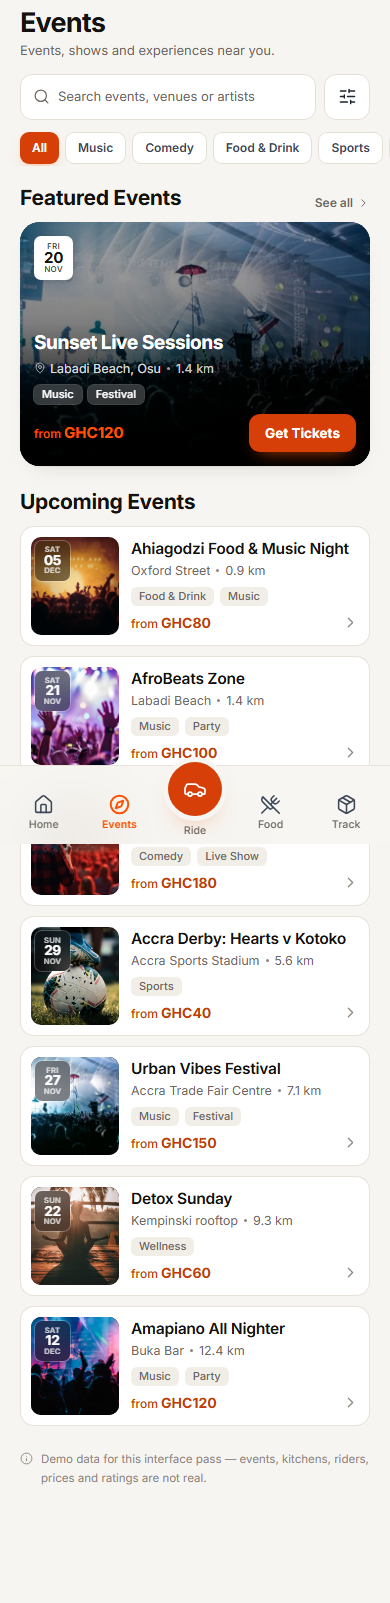 Events
Events, shows and experiences near you.
Search events, venues or artists
All Music Comedy Food & Drink Sports
Featured Events
See all
FRI
20
NOV
Sunset Live Sessions
Labadi Beach, Osu • 1.4 km
Music Festival
from GHC120
Get Tickets
Upcoming Events
SAT
05
DEC
Ahiagodzi Food & Music Night
Oxford Street • 0.9 km
Food & Drink Music
from GHC80
SAT
21
NOV
AfroBeats Zone
Labadi Beach • 1.4 km
Music Party
from GHC100
Home Events Ride Food Track
Comedy Live Show
from GHC180
SUN
29
NOV
Accra Derby: Hearts v Kotoko
Accra Sports Stadium • 5.6 km
Sports
from GHC40
FRI
27
NOV
Urban Vibes Festival
Accra Trade Fair Centre • 7.1 km
Music Festival
from GHC150
SUN
22
NOV
Detox Sunday
Kempinski rooftop • 9.3 km
Wellness
from GHC60
SAT
12
DEC
Amapiano All Nighter
Buka Bar • 12.4 km
Music Party
from GHC120
Demo data for this interface pass — events, kitchens, riders,
prices and ratings are not real.